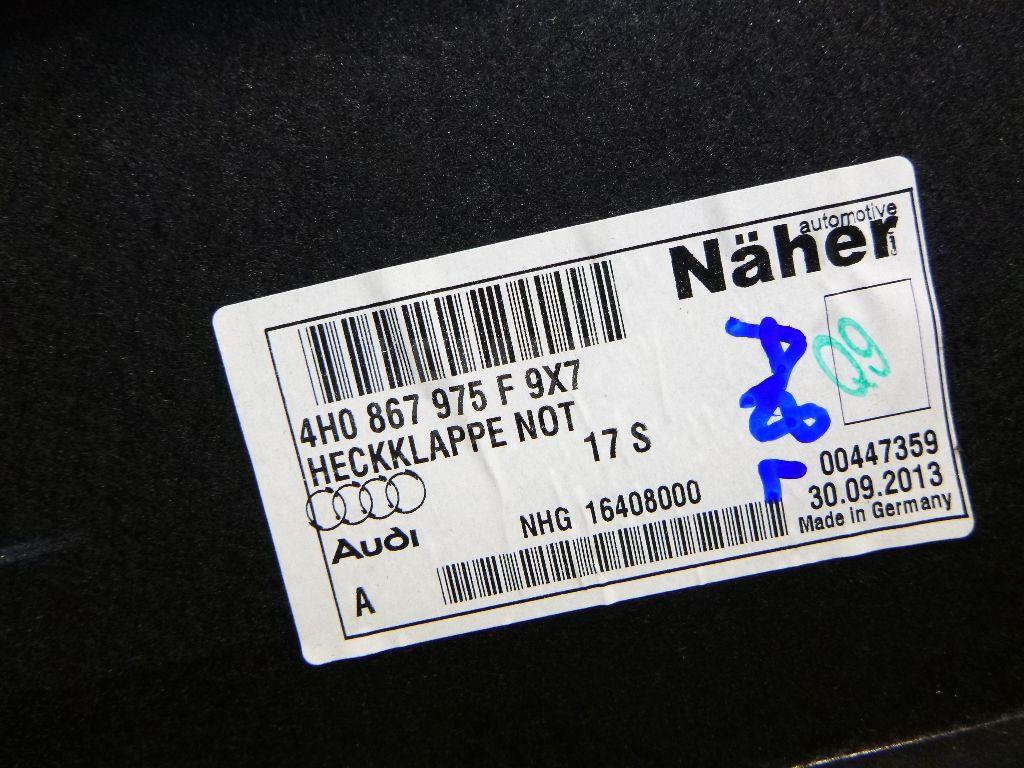 automotive
Näher
4H0 867 975 F 9X7
HECKKLAPPE NOT
17 S
Audi
NHG 16408000
00447359
30.09.2013
Made in Germany
A
A8 L